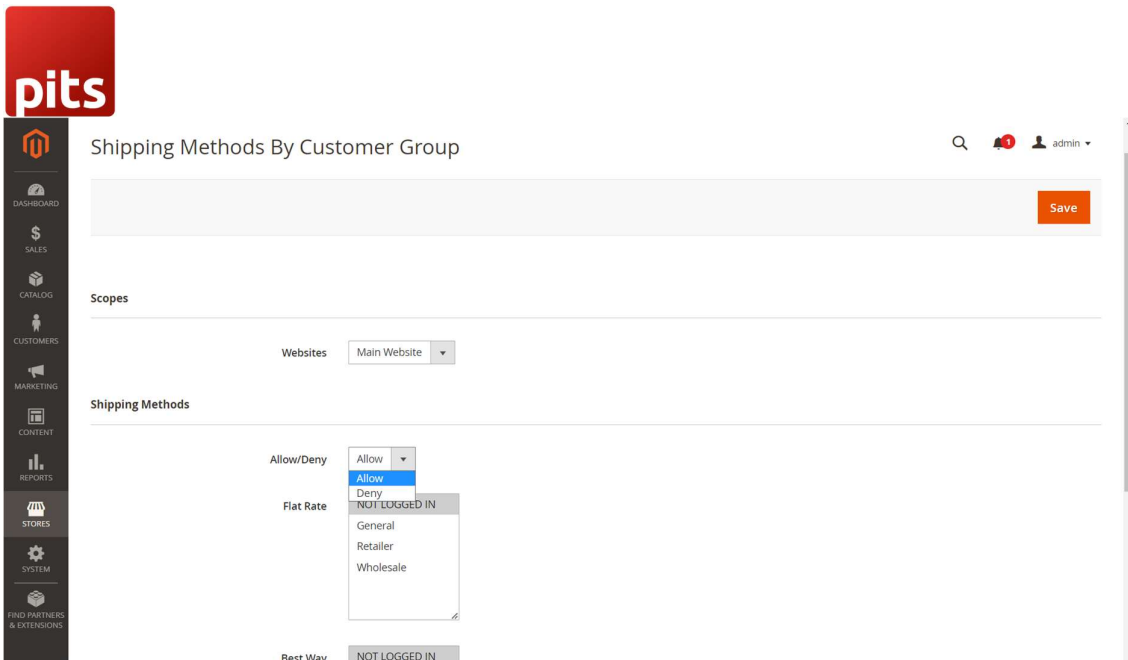 pits
Shipping Methods By Customer Group
1
admin
DASHBOARD
Save
SALES
CATALOG
Scopes
CUSTOMERS
Websites
Main Website
MARKETING
Shipping Methods
CONTENT
Allow/Deny
Allow
REPORTS
Allow
Deny
Flat Rate
NOT LOGGED IN
STORES
General
Retailer
Wholesale
SYSTEM
FIND PARTNERS
& EXTENSIONS
Best Way
NOT LOGGED IN